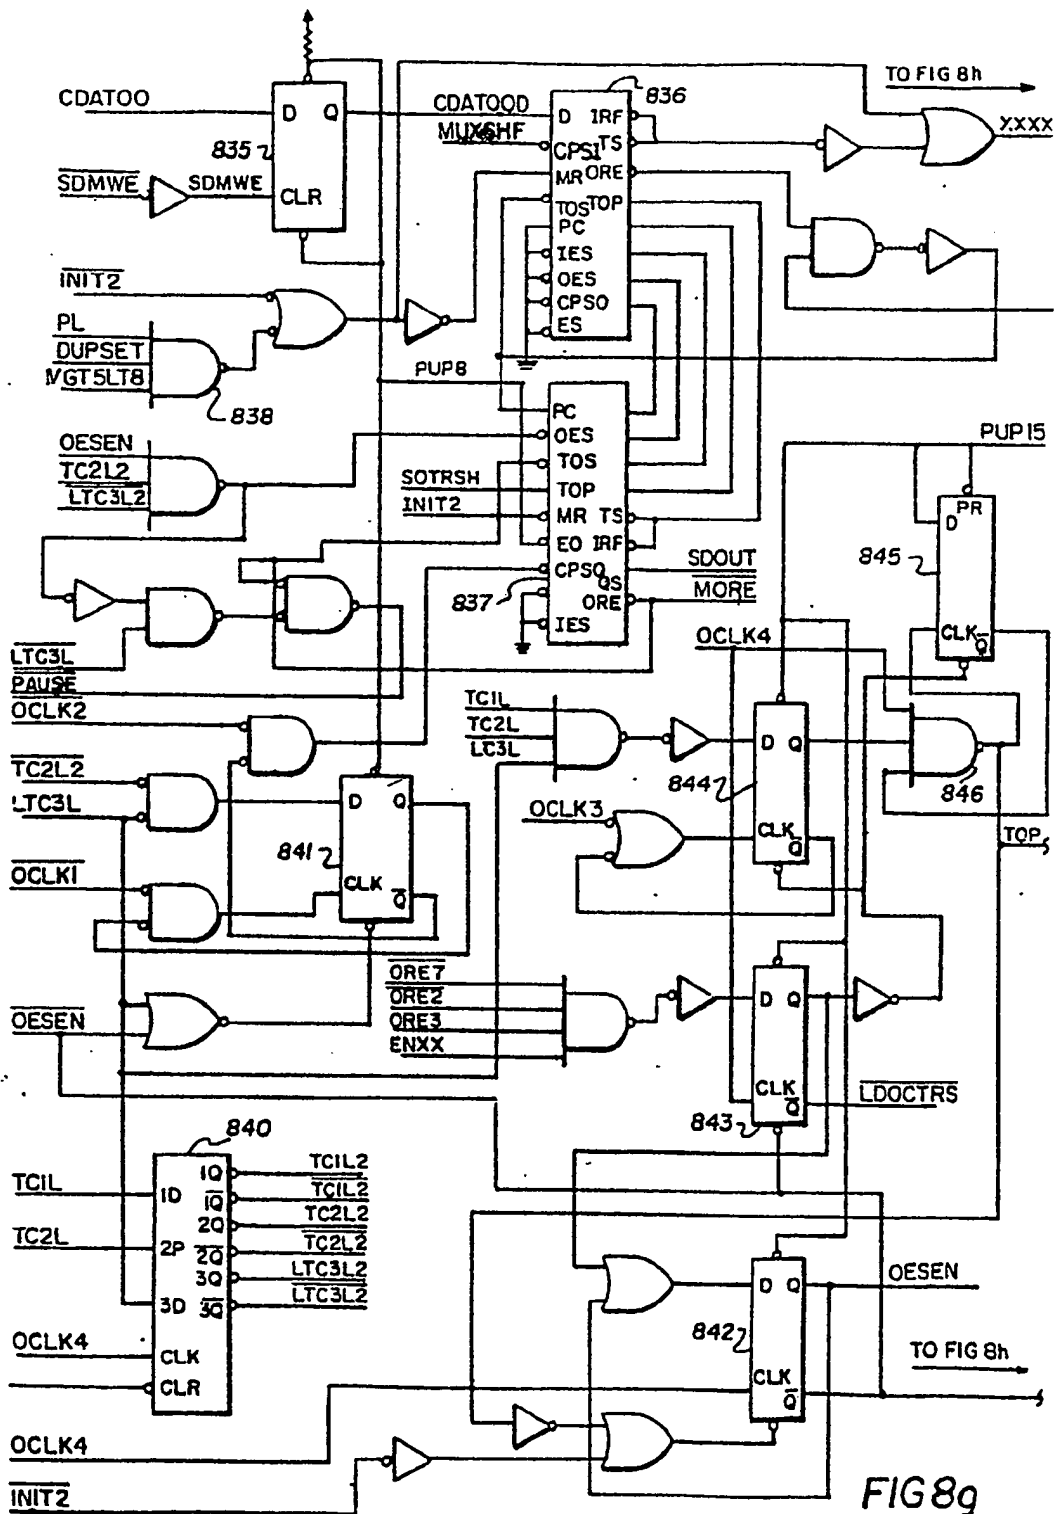 TO FIG 8h
836
CDATOO
D Q
CDATOOD
D IRF
XXXX
835
MUXSHF
CPSI TS
SDMWE
SDMWE
CLR
MR ORE
TOS TOP
PC
IES
INIT2
OES
CPSO
PL
ES
DUPSET
MGT5LT8
PUP8
838
PC
OESEN
OES
PUP15
TC2L2
TOS
LTC3L2
SOTRSH
TOP
PR
INIT2
MR TS
D
EO IRF
845
CPSO
SDOUT
QS
837
ORE
MORE
IES
OCLK4
CLK Q
LTC3L
PAUSE
TC1L
OCLK2
TC2L
LC3L
D Q
TC2L2
844
846
D Q
LTC3L
OCLK3
TOP
841
CLK
Q
OCLK1
CLK
Q
ORE7
ORE2
D Q
OESEN
ORE3
ENXX
CLK
LDOCTRS
Q
840
843
TC1L
1D
1Q
TC1L2
1Q
TC1L2
2Q
TC2L2
TC2L
2P
2Q
TC2L2
3Q
LTC3L2
D Q
OESEN
3D
3Q
LTC3L2
842
OCLK4
CLK
TO FIG 8h
CLK
CLR
Q
OCLK4
INIT2
FIG 8g